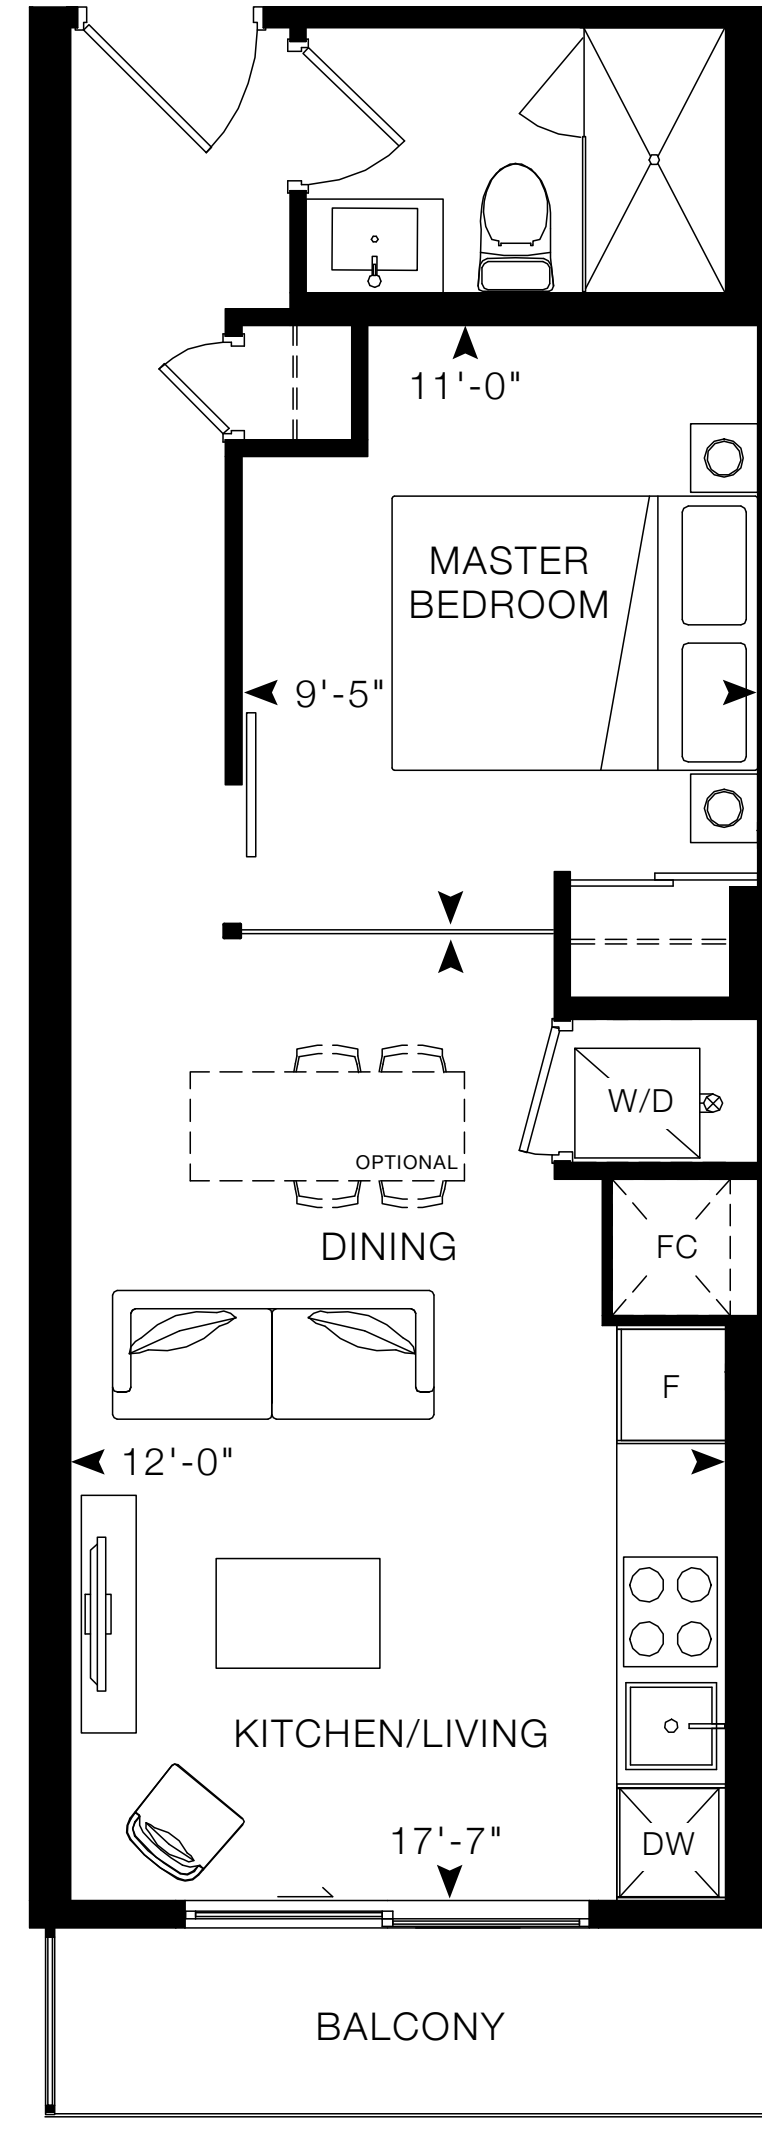 11'-0"
MASTER
BEDROOM
9'-5"
W/D
OPTIONAL
DINING
FC
F
12'-0"
KITCHEN/LIVING
17'-7"
DW
BALCONY